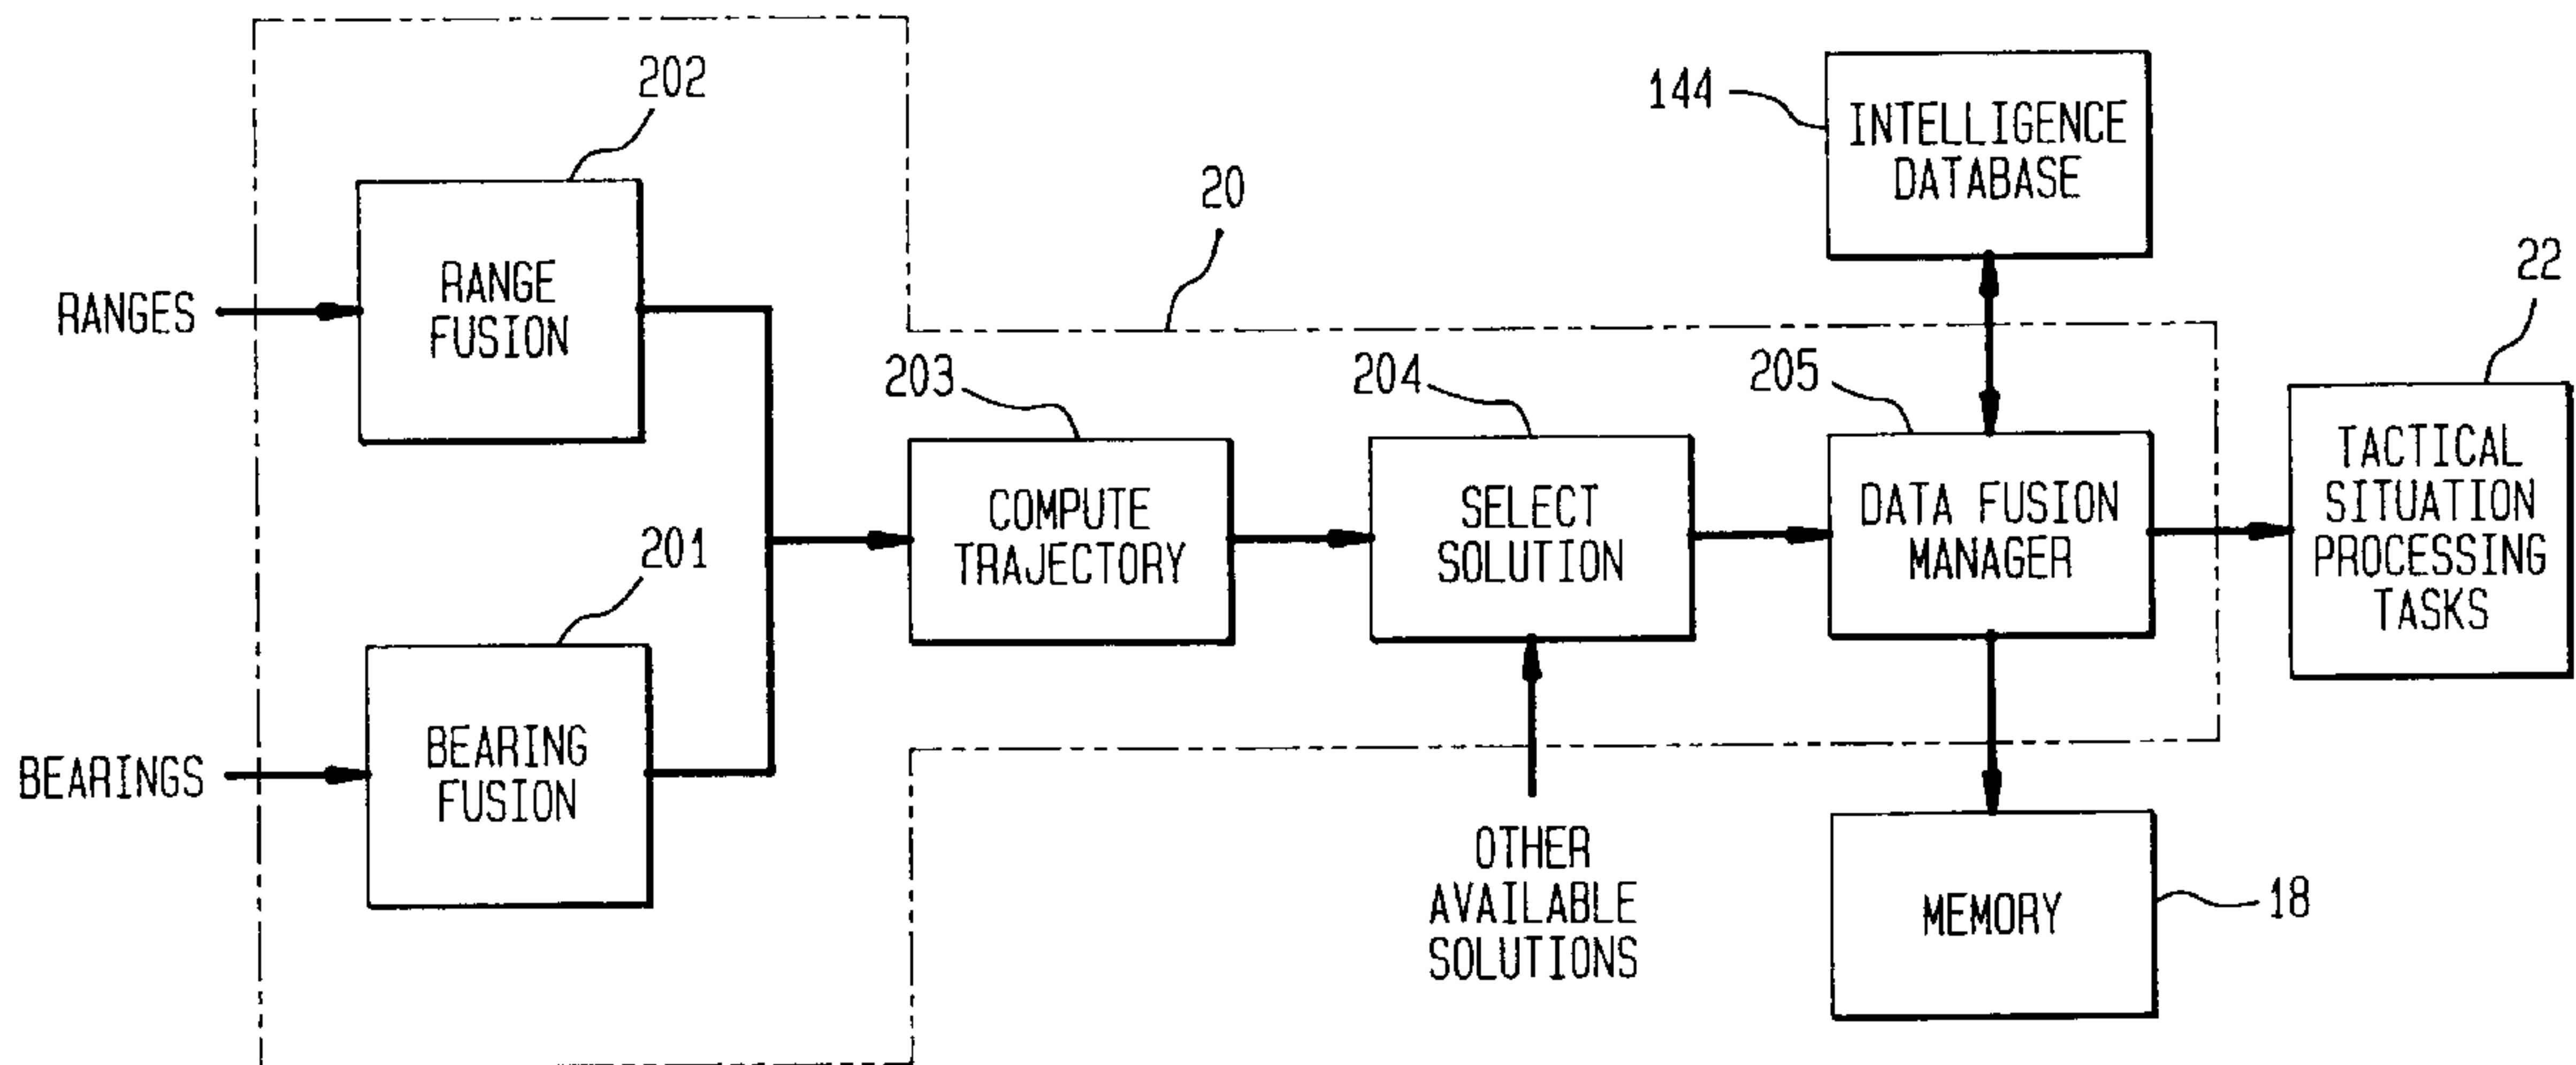 202
RANGE
FUSION
RANGES
201
BEARING
FUSION
BEARINGS
20
203
COMPUTE
TRAJECTORY
204
SELECT
SOLUTION
OTHER
AVAILABLE
SOLUTIONS
144
INTELLIGENCE
DATABASE
205
DATA FUSION
MANAGER
MEMORY
18
22
TACTICAL
SITUATION
PROCESSING
TASKS